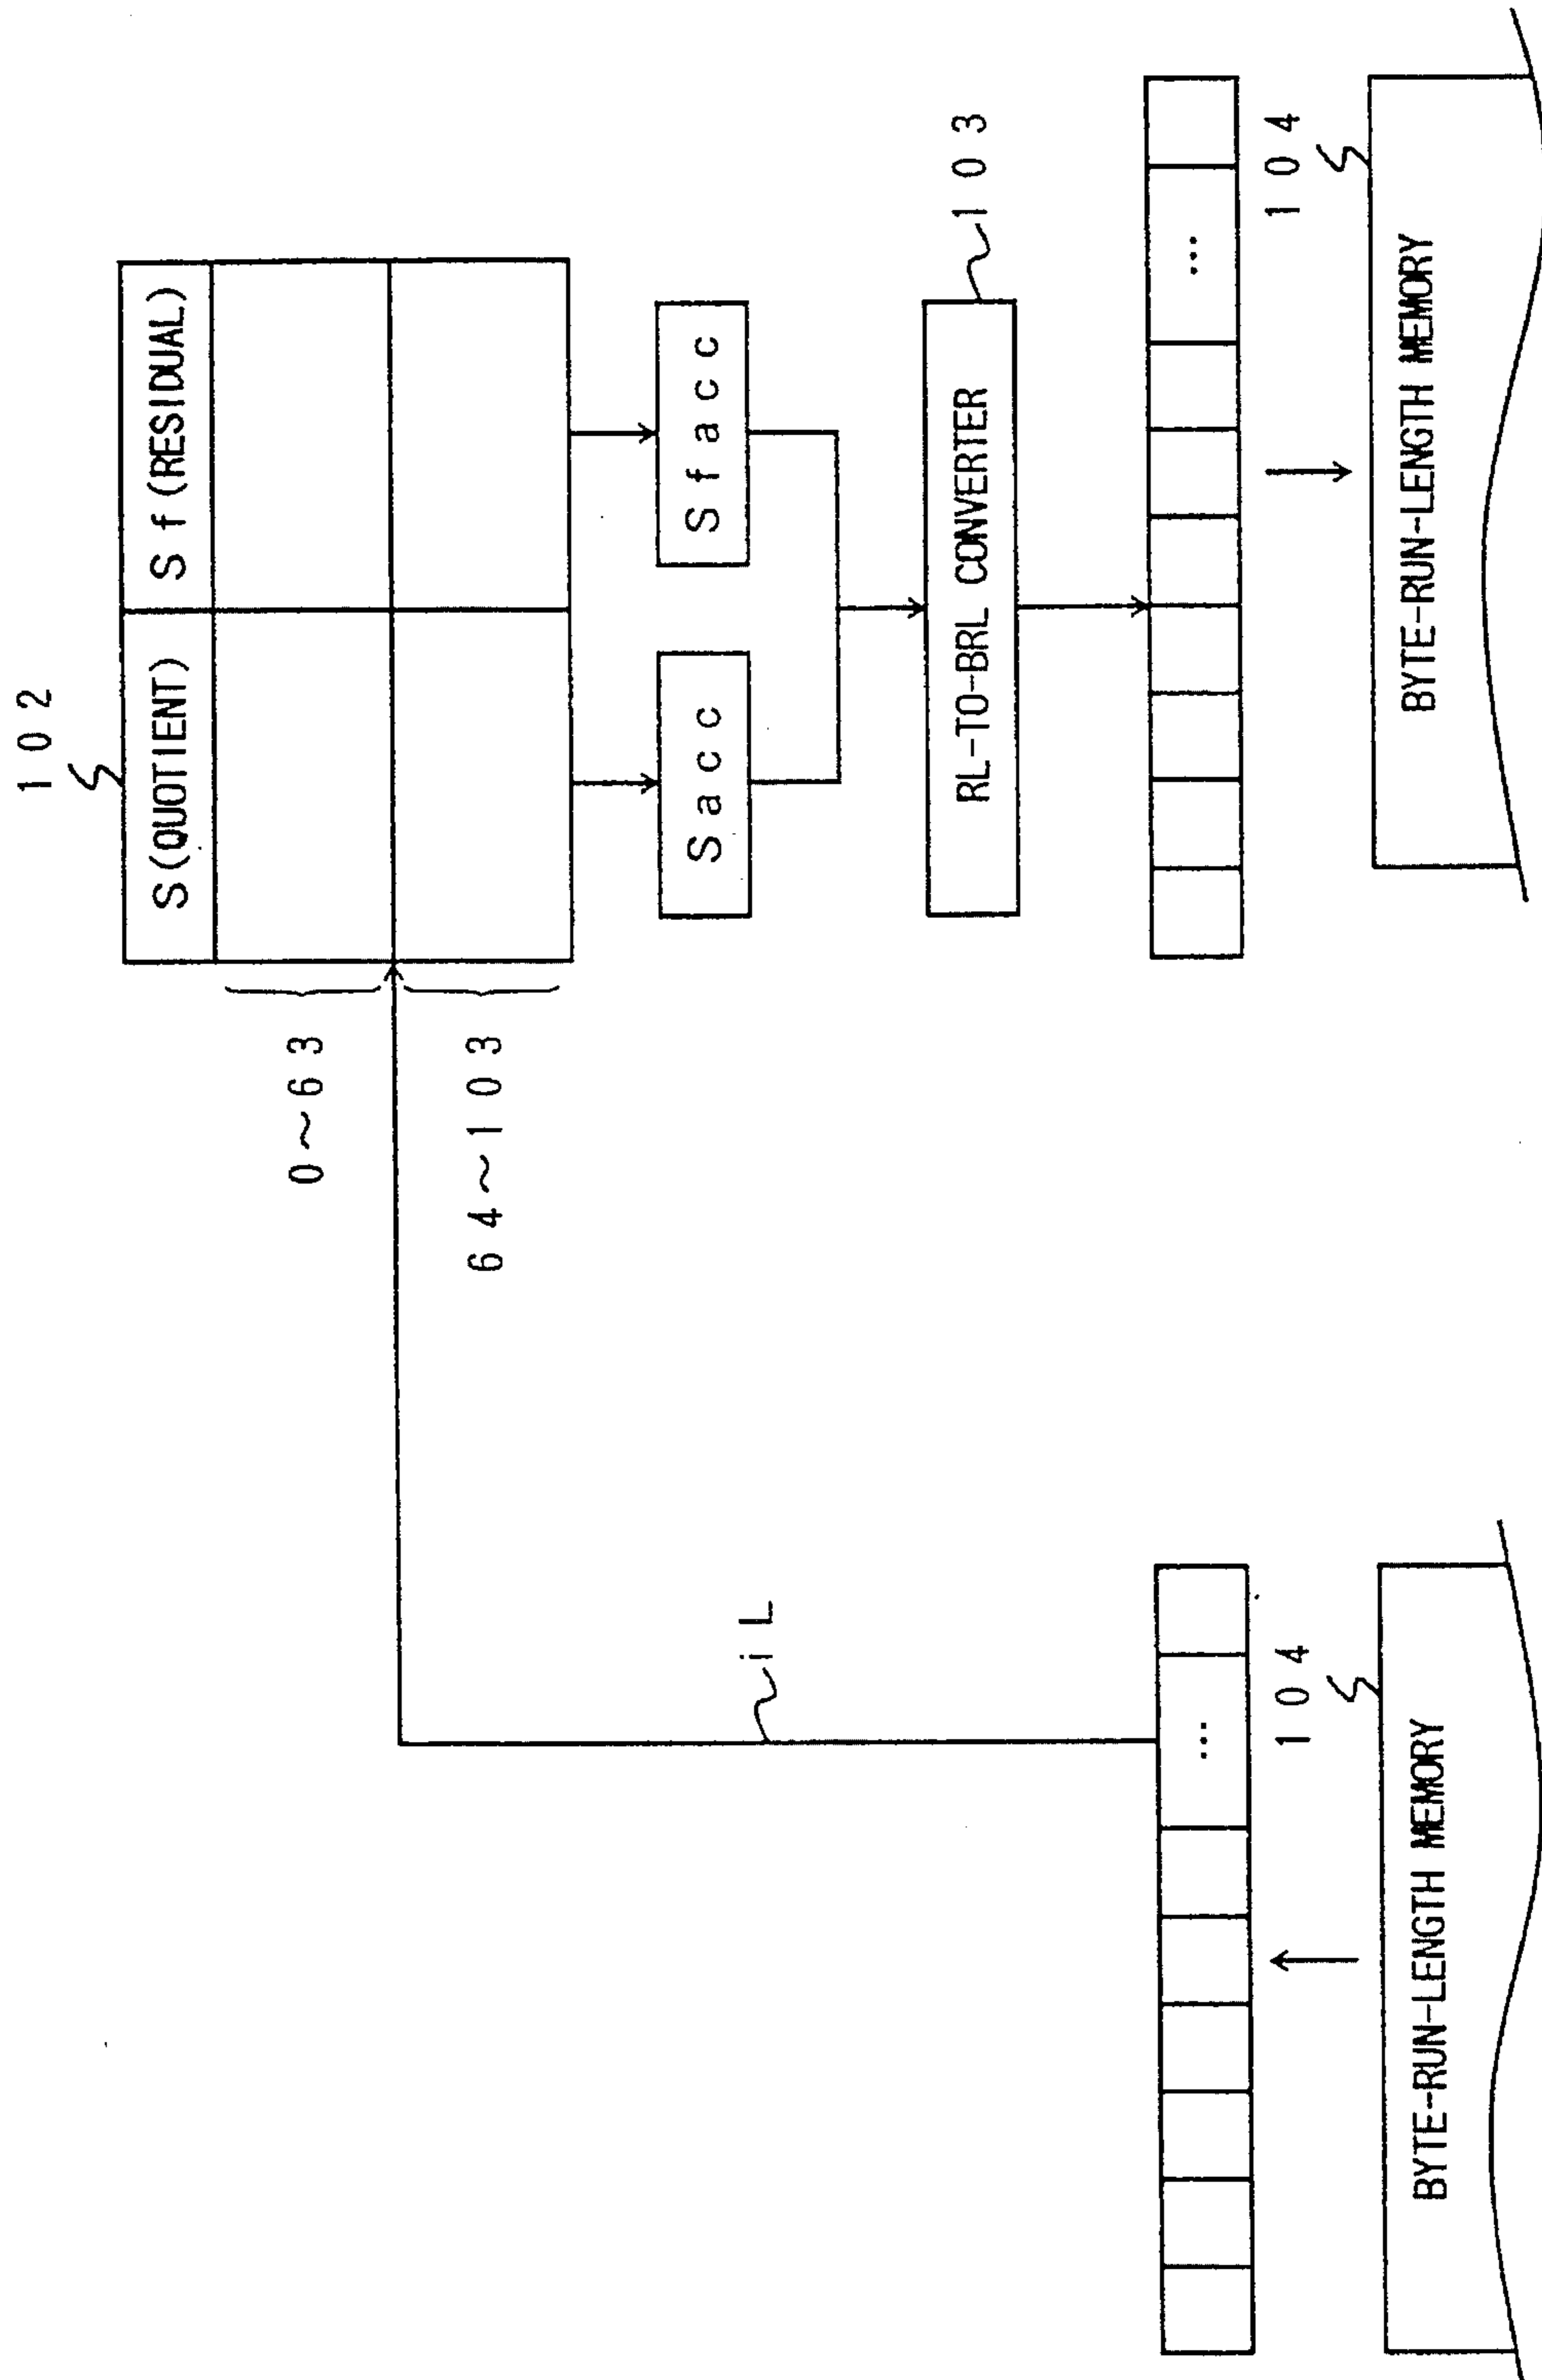 102
S(QUOTIENT) Sf(RESIDUAL)
0~63
64~103
Sacc Sfacc
iL
RL-TO-BRL CONVERTER
103
...
...
104
104
BYTE-RUN-LENGTH MEMORY
BYTE-RUN-LENGTH MEMORY